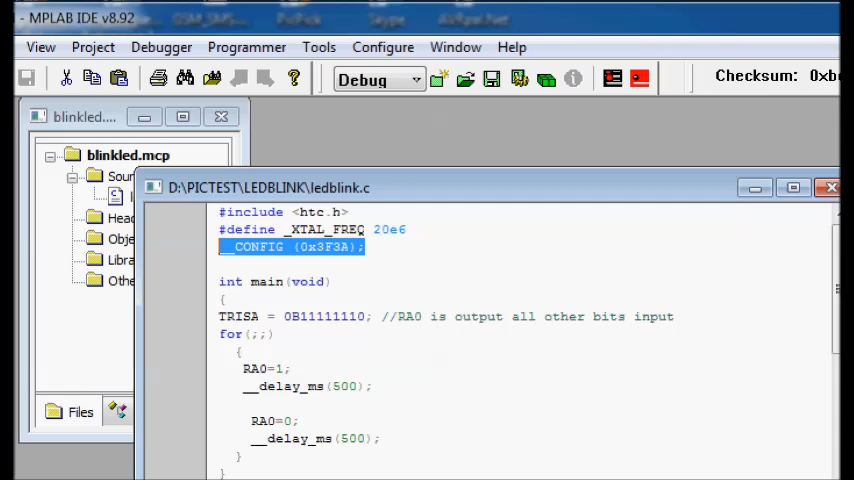 - MPLAB IDE v8.92
View Project Debugger Programmer Tools Configure Window Help
Debug
Checksum: 0xb
blinkled....
blinkled.mcp
Sour
Head
Obje
Libra
Othe
Files
D:\PICTEST\LEDBLINK\ledblink.c
#include <htc.h>
#define _XTAL_FREQ 20e6
__CONFIG (0x3F3A);
int main(void)
{
TRISA = 0B11111110; //RA0 is output all other bits input
for(;;)
{
RA0=1;
__delay_ms(500);
RA0=0;
__delay_ms(500);
}
}